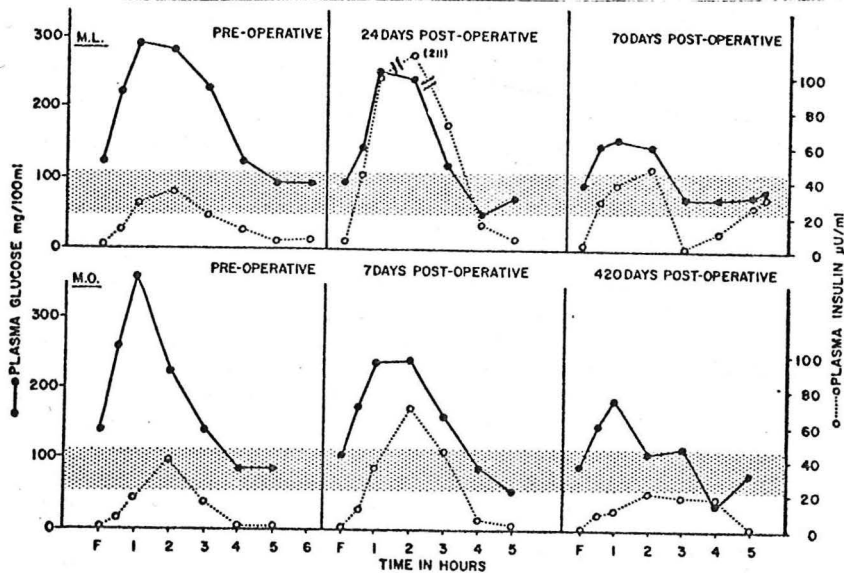 M.L.
PRE-OPERATIVE
24 DAYS POST-OPERATIVE
70 DAYS POST-OPERATIVE
(211)
300
200
100
0
100
80
60
40
20
0
M.O.
PRE-OPERATIVE
7 DAYS POST-OPERATIVE
420 DAYS POST-OPERATIVE
300
200
100
0
100
80
60
40
20
0
F 1 2 3 4 5 6
F 1 2 3 4 5
F 1 2 3 4 5
TIME IN HOURS
PLASMA GLUCOSE mg/100ml
PLASMA INSULIN µU/ml